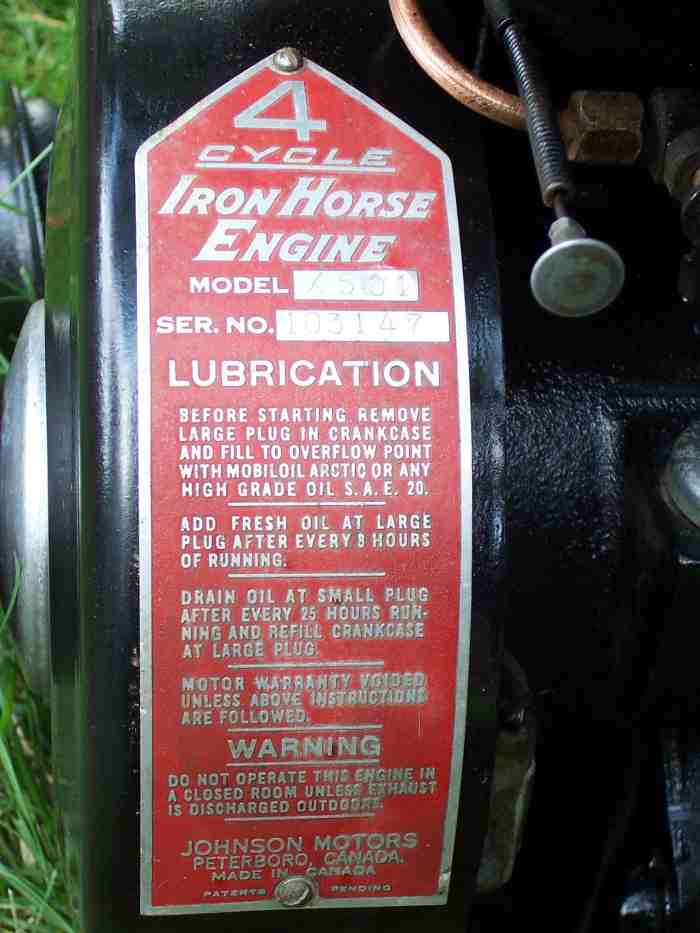 4
CYCLE
IRON HORSE
ENGINE
MODEL X501
SER. NO. 103147
LUBRICATION
BEFORE STARTING REMOVE
LARGE PLUG IN CRANKCASE
AND FILL TO OVERFLOW POINT
WITH MOBILOIL ARCTIC OR ANY
HIGH GRADE OIL S.A.E. 20.
ADD FRESH OIL AT LARGE
PLUG AFTER EVERY 8 HOURS
OF RUNNING.
DRAIN OIL AT SMALL PLUG
AFTER EVERY 25 HOURS RUN-
NING AND REFILL CRANKCASE
AT LARGE PLUG.
MOTOR WARRANTY VOIDED
UNLESS ABOVE INSTRUCTIONS
ARE FOLLOWED.
WARNING
DO NOT OPERATE THIS ENGINE IN
A CLOSED ROOM UNLESS EXHAUST
IS DISCHARGED OUTDOORS.
JOHNSON MOTORS
PETERBORO, CANADA.
MADE IN CANADA
PATENTS PENDING